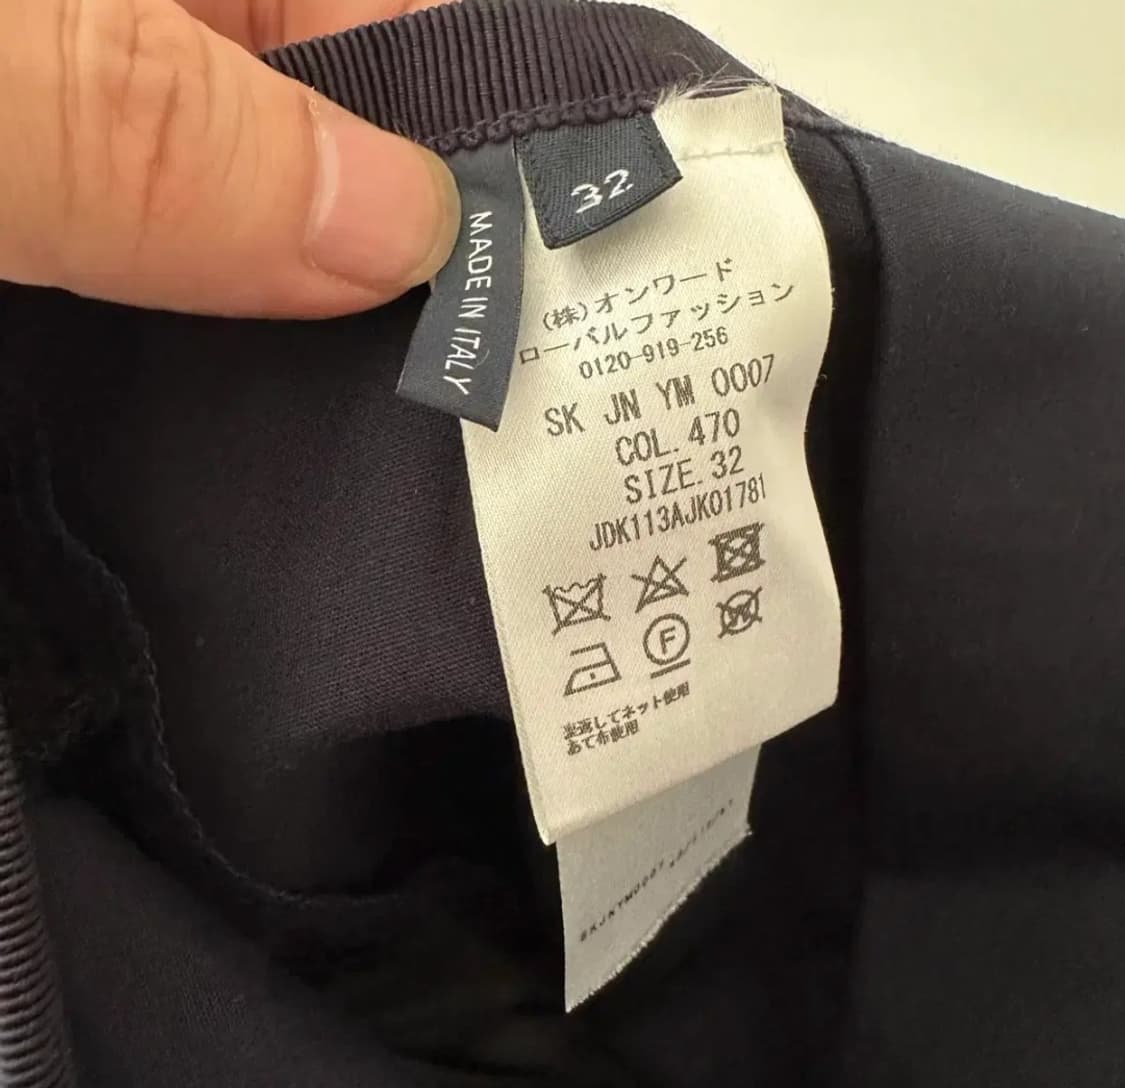 32
MADE IN ITALY
(株)オンワード
ローバルファッション
0120-919-256
SK JN YM 0007
COL. 470
SIZE. 32
JDK113AJK01781
F
裏返してネット使用
あて布使用
SKJNYM0007